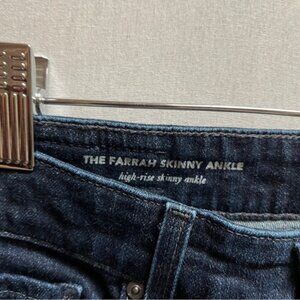 THE FARRAH SKINNY ANKLE
high-rise skinny ankle